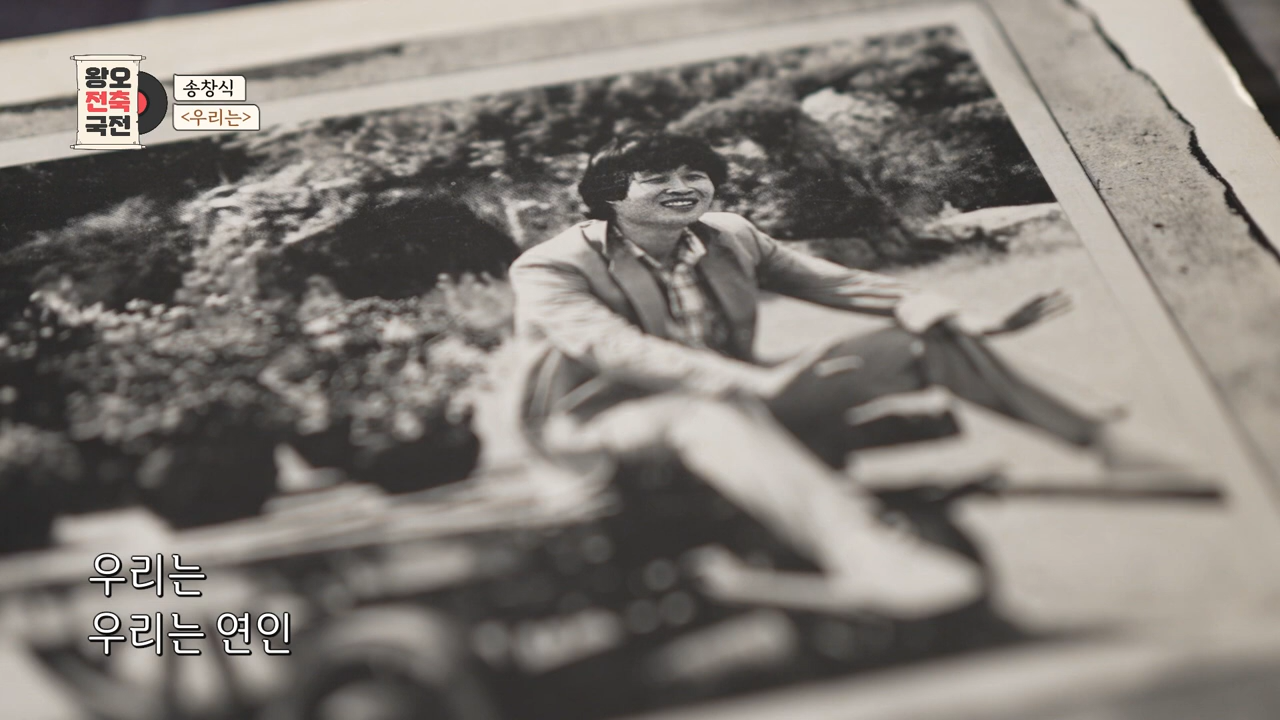 왕오
전축
국전
송창식
<우리는>
우리는
우리는 연인